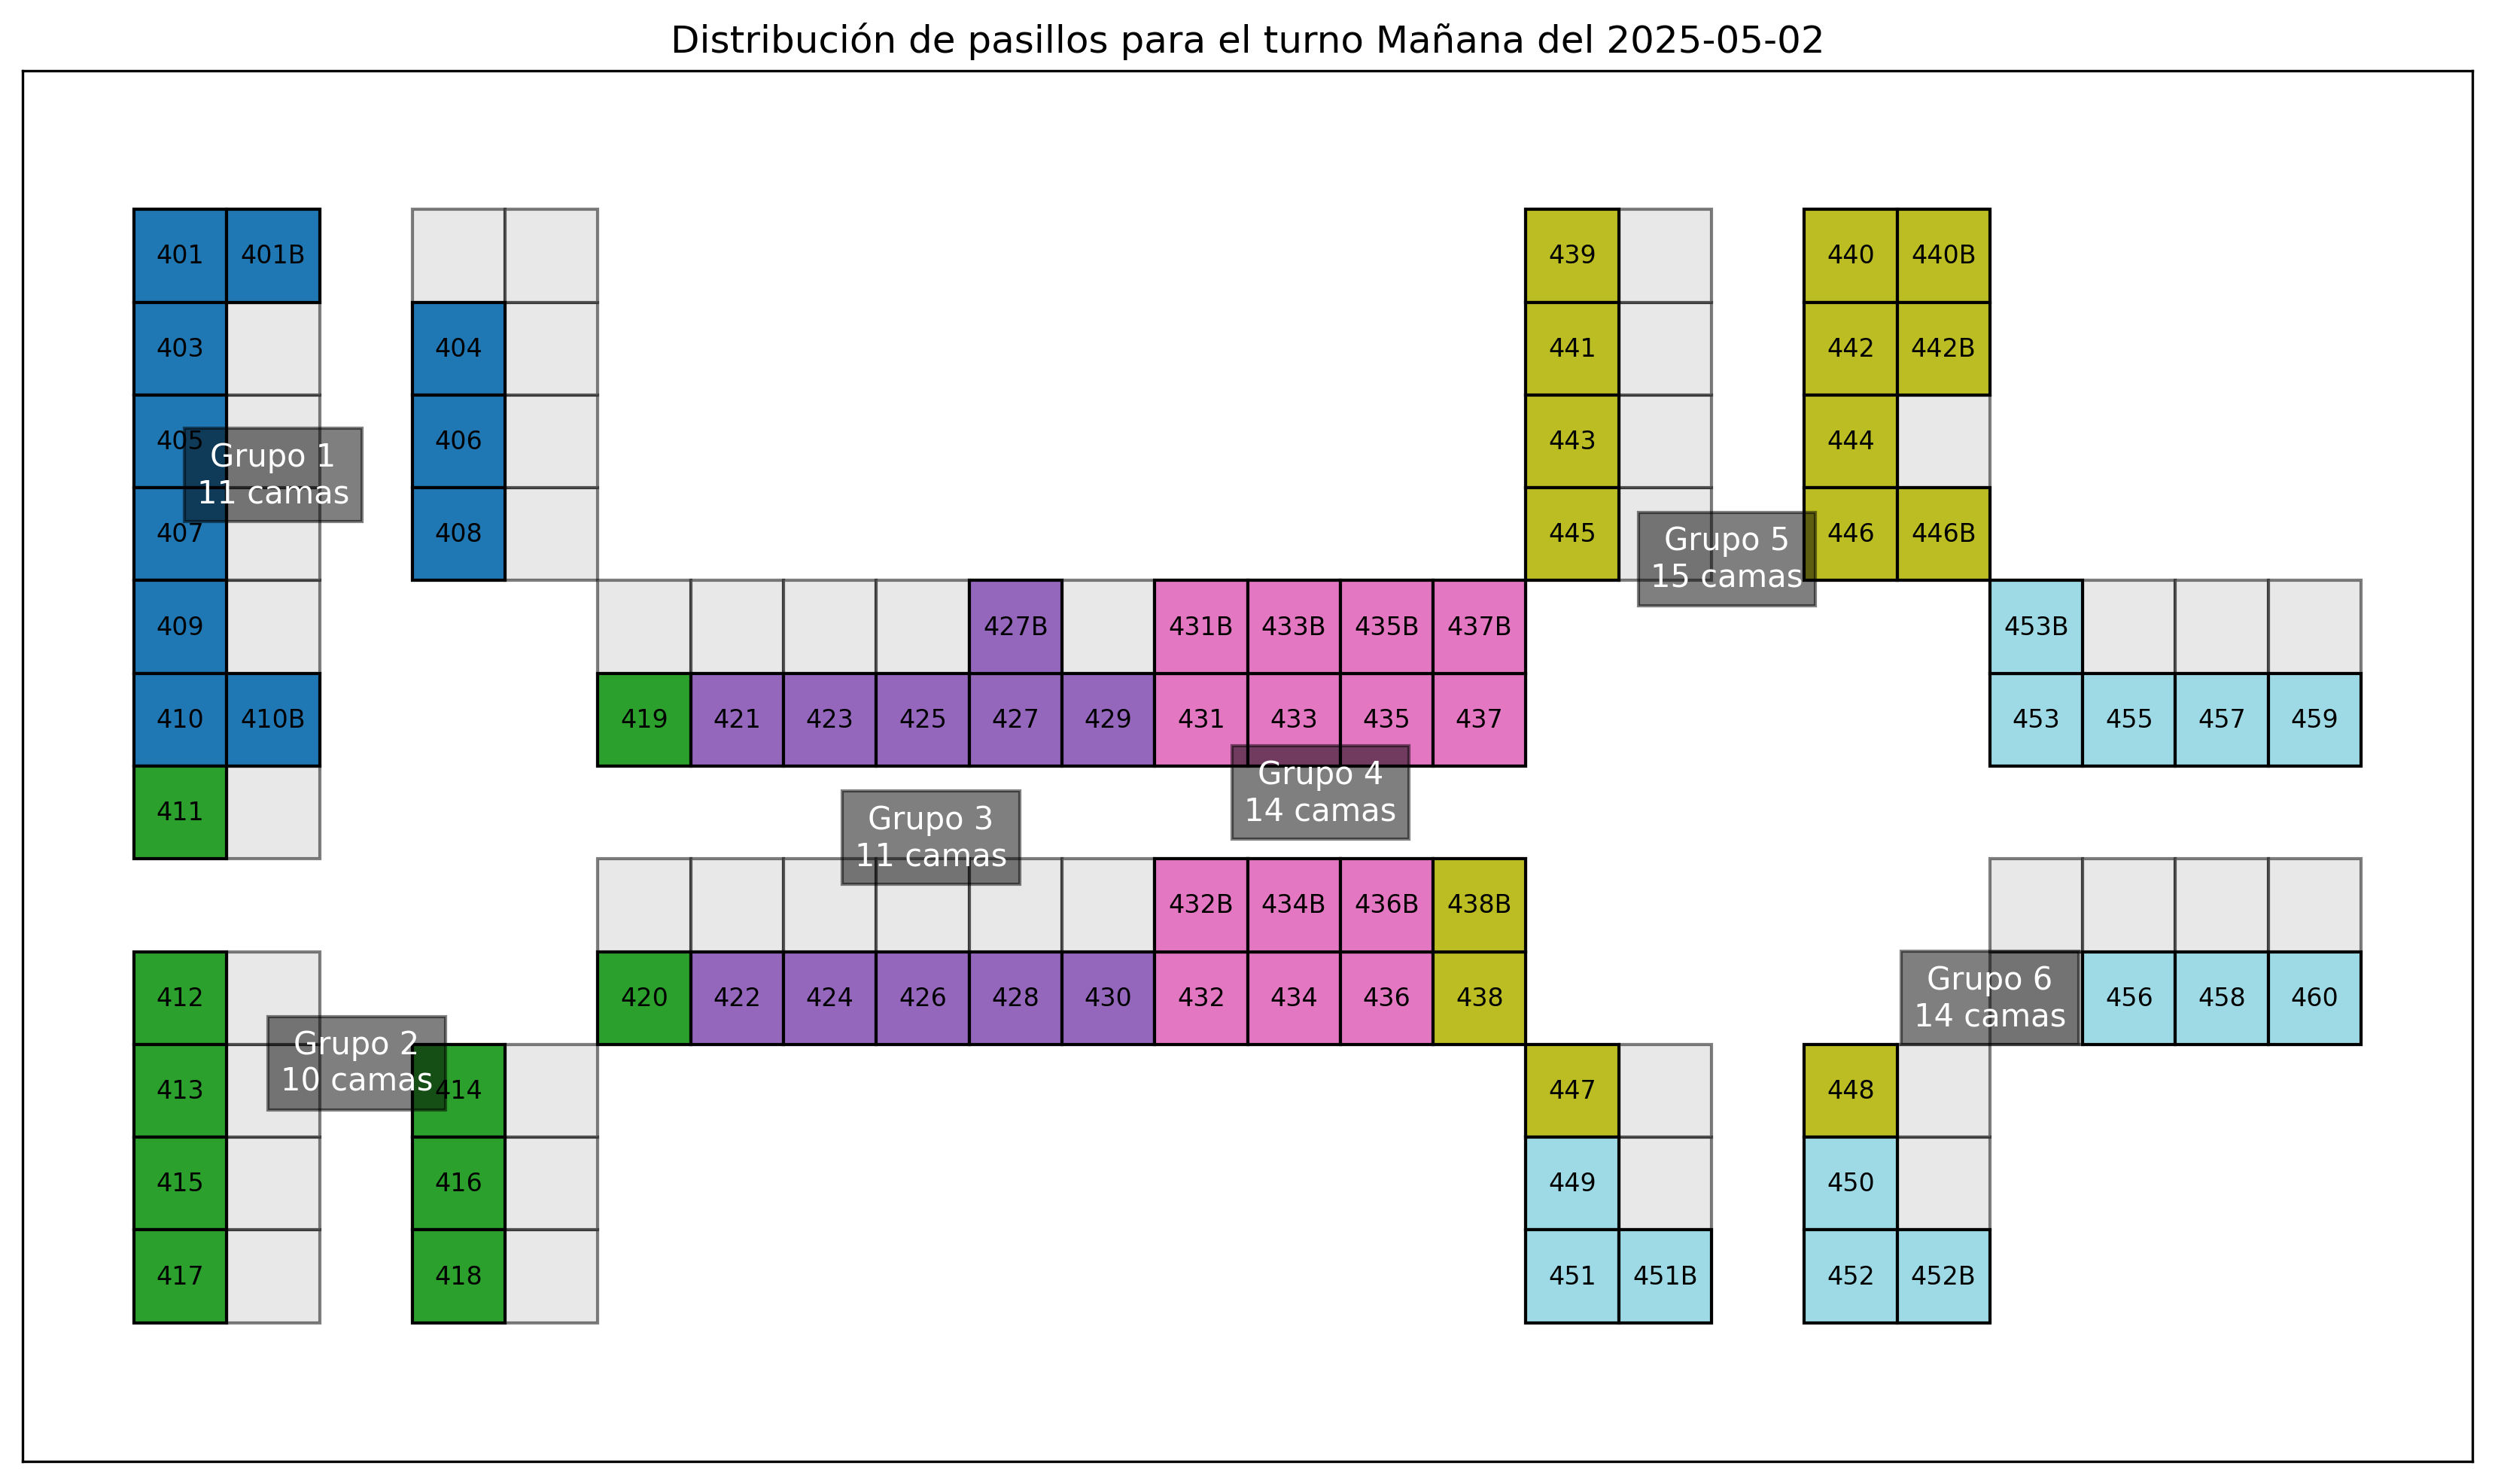 Distribución de pasillos para el turno Mañana del 2025-05-02
401 401B 439 440 440B
403 404 441 442 442B
405 406 443 444
Grupo 1
11 camas
407 408 445 446 446B
Grupo 5
15 camas
409 427B 431B 433B 435B 437B 453B
410 410B 419 421 423 425 427 429 431 433 435 437 453 455 457 459
Grupo 4
14 camas
411
Grupo 3
11 camas
432B 434B 436B 438B
412 420 422 424 426 428 430 432 434 436 438 456 458 460
Grupo 6
14 camas
Grupo 2
10 camas
413 414 447 448
415 416 449 450
417 418 451 451B 452 452B